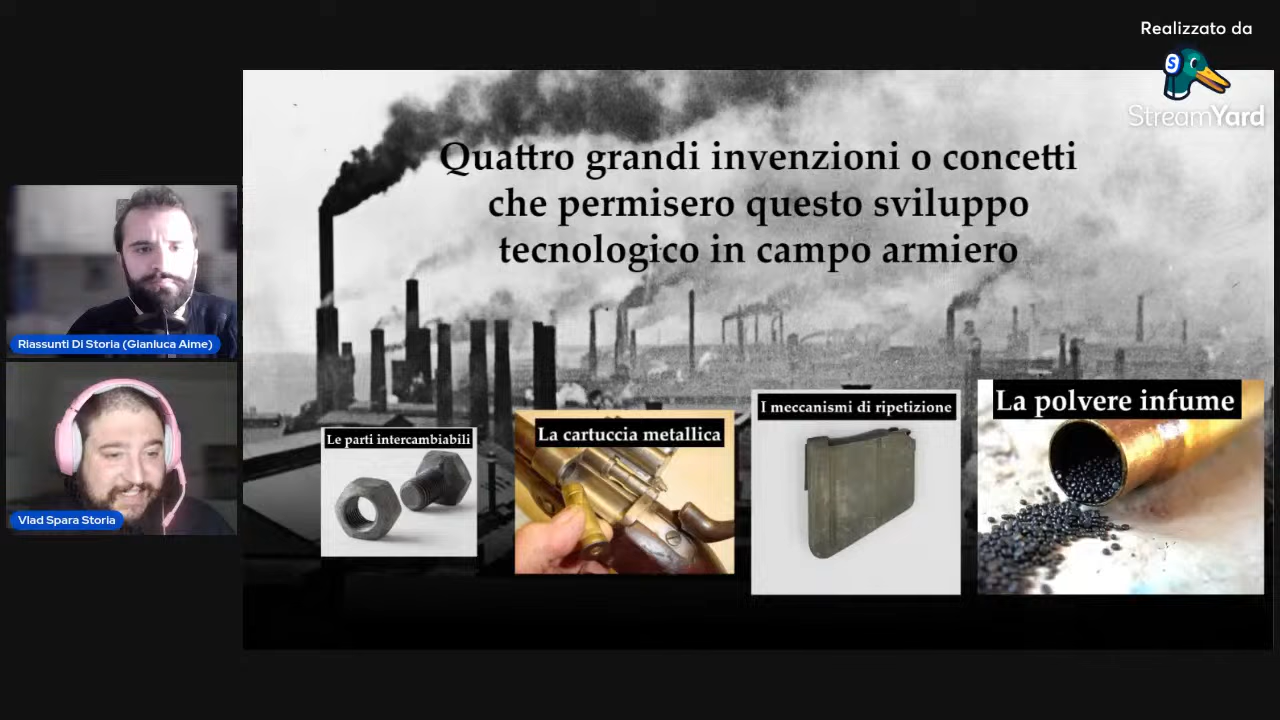 Realizzato da
StreamYard
Quattro grandi invenzioni o concetti
che permisero questo sviluppo
tecnologico in campo armiero
Riassunti Di Storia (Gianluca Aime)
Vlad Spara Storia
Le parti intercambiabili
La cartuccia metallica
I meccanismi di ripetizione
La polvere infume